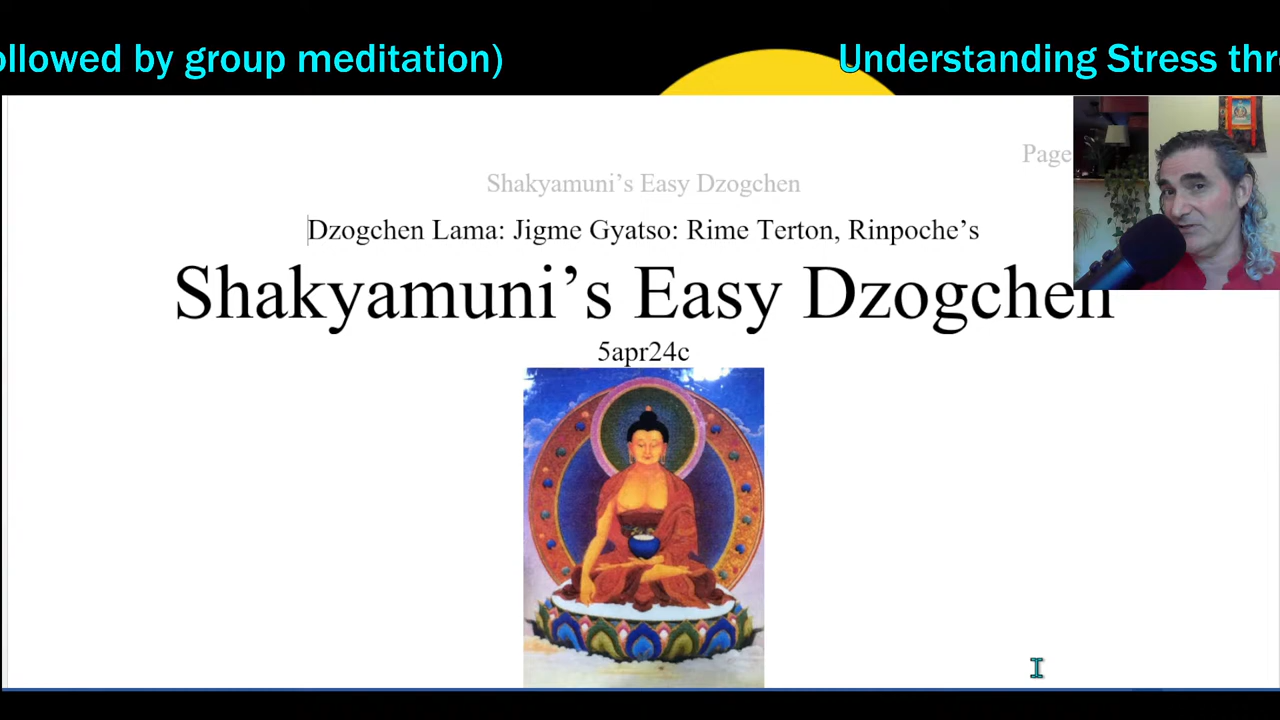 ollowed by group meditation) Understanding Stress thr
Page
Shakyamuni’s Easy Dzogchen
Dzogchen Lama: Jigme Gyatso: Rime Terton, Rinpoche’s
Shakyamuni’s Easy Dzogchen
5apr24c